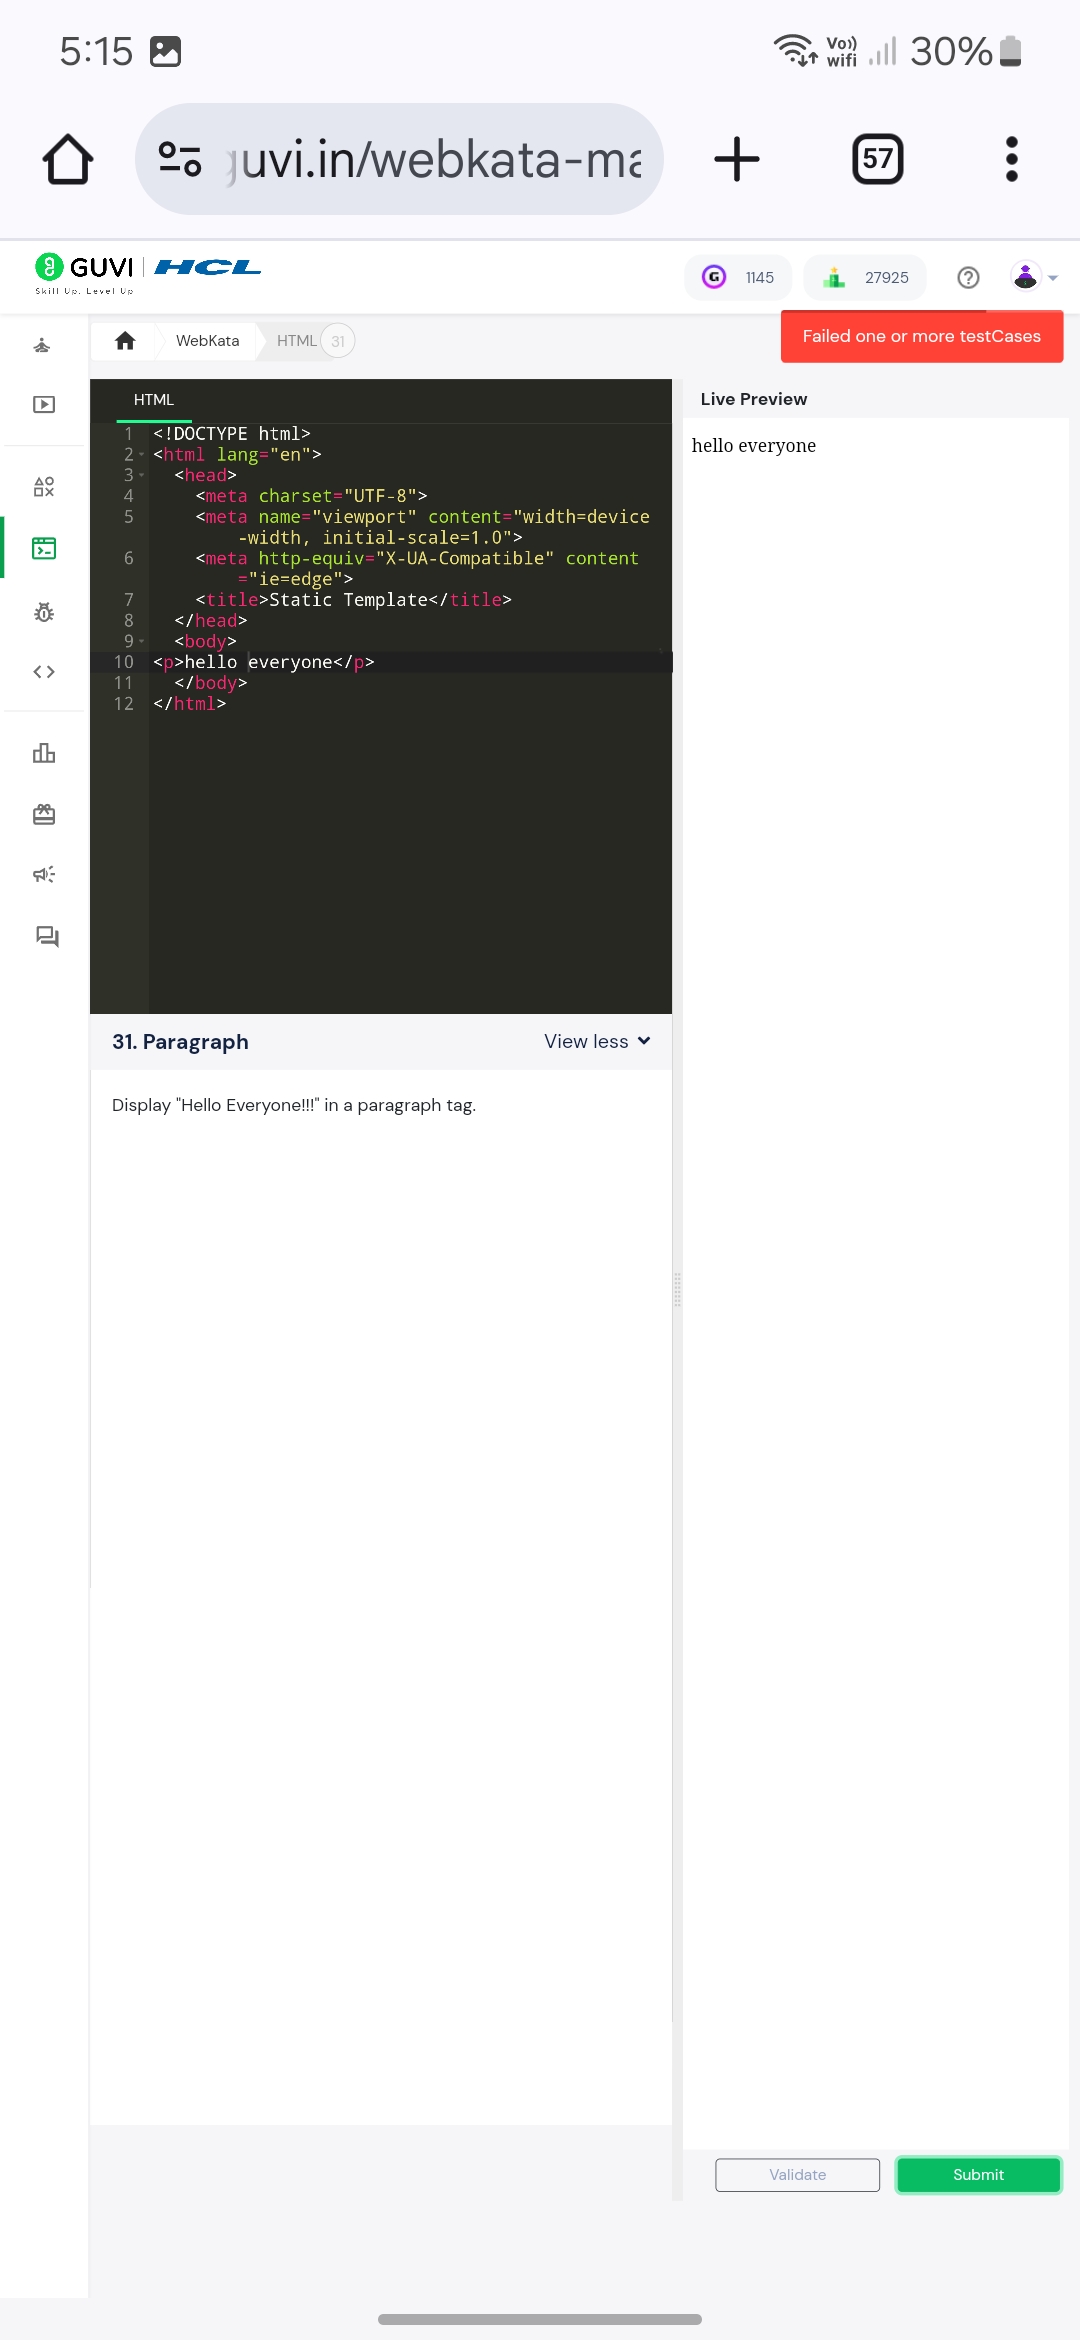 5:15
Vo)) wifi
30%
guvi.in/webkata-ma
57
GUVI | HCL
Skill Up. Level Up
G 1145
27925
WebKata
HTML 31
Failed one or more testCases
HTML
Live Preview
1 <!DOCTYPE html>
2 <html lang="en">
3 <head>
4 <meta charset="UTF-8">
5 <meta name="viewport" content="width=device
-width, initial-scale=1.0">
6 <meta http-equiv="X-UA-Compatible" content
="ie=edge">
7 <title>Static Template</title>
8 </head>
9 <body>
10 <p>hello everyone</p>
11 </body>
12 </html>
hello everyone
31. Paragraph
View less
Display "Hello Everyone!!!" in a paragraph tag.
Validate
Submit